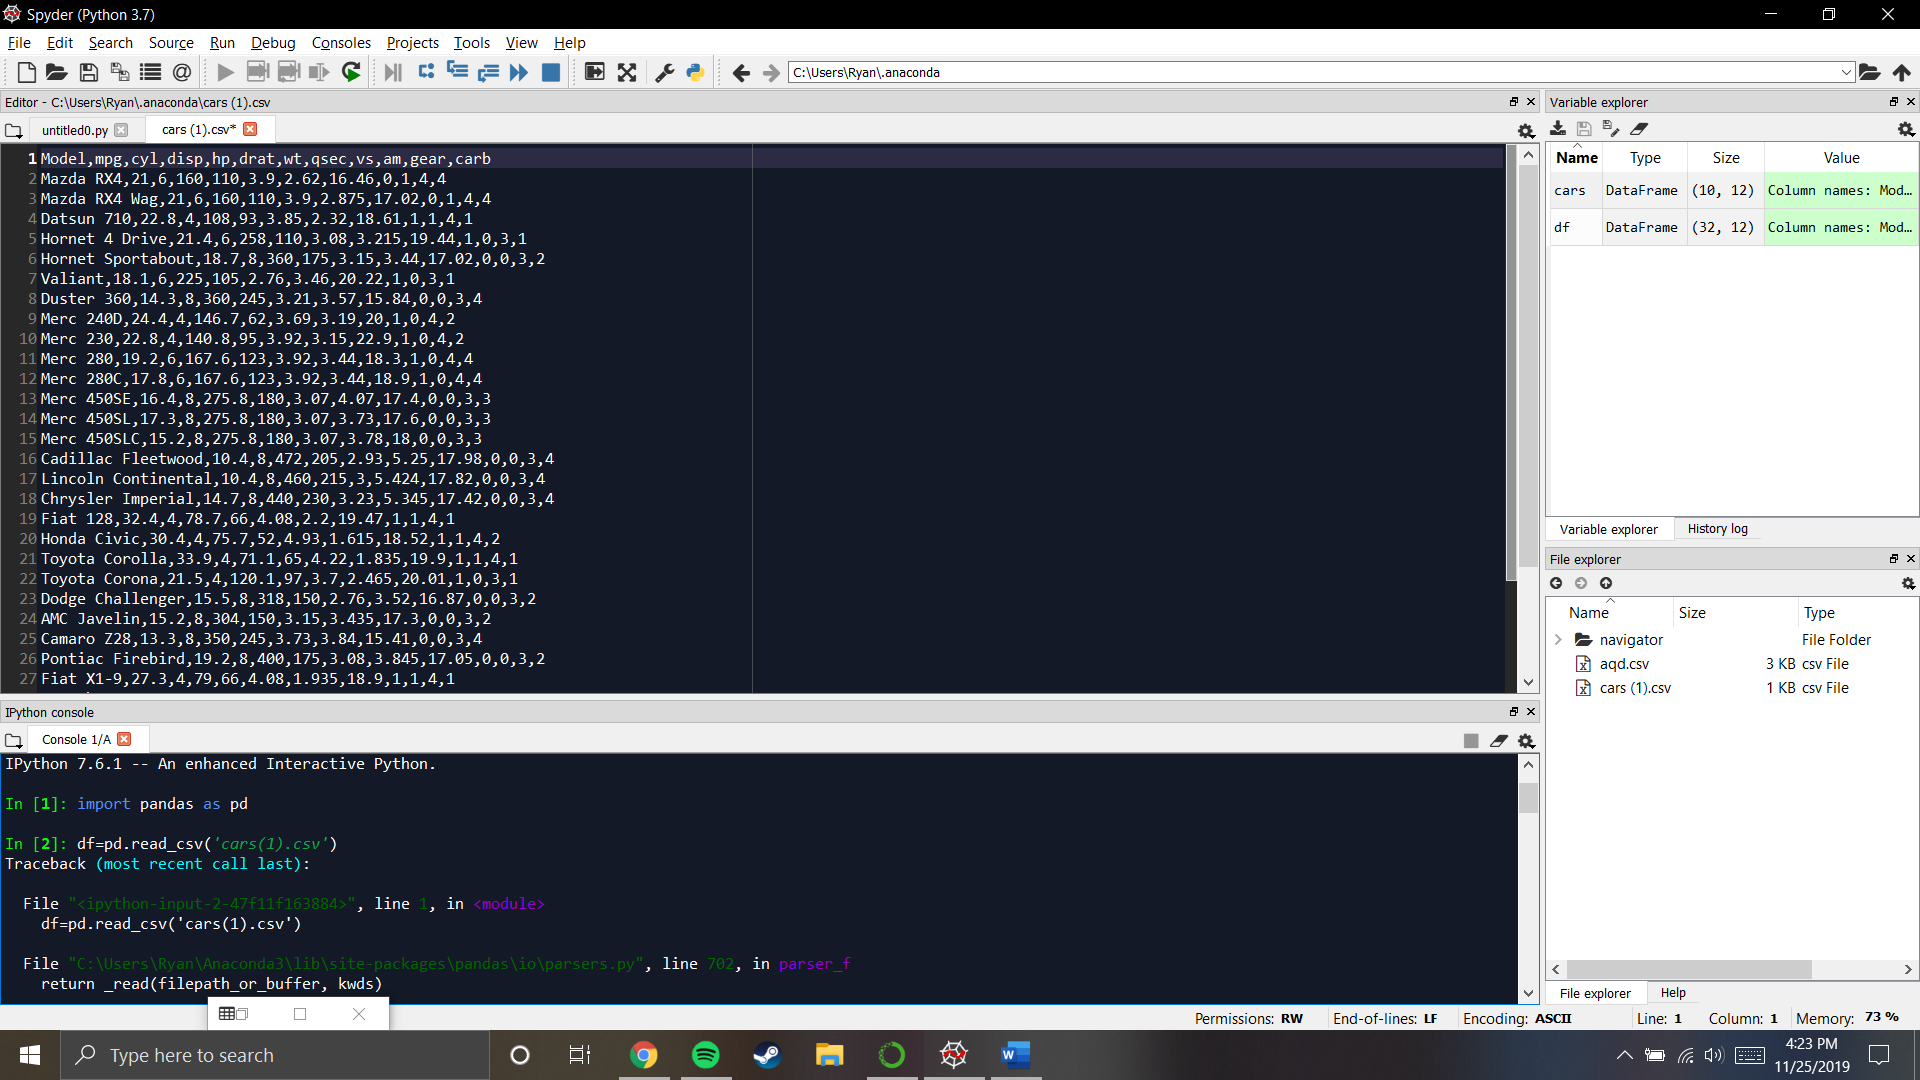 Spyder (Python 3.7)
File Edit Search Source Run Debug Consoles Projects Tools View Help
C:\Users\Ryan\.anaconda
Editor - C:\Users\Ryan\.anaconda\cars (1).csv
untitled0.py
cars (1).csv*
1 Model,mpg,cyl,disp,hp,drat,wt,qsec,vs,am,gear,carb
2 Mazda RX4,21,6,160,110,3.9,2.62,16.46,0,1,4,4
3 Mazda RX4 Wag,21,6,160,110,3.9,2.875,17.02,0,1,4,4
4 Datsun 710,22.8,4,108,93,3.85,2.32,18.61,1,1,4,1
5 Hornet 4 Drive,21.4,6,258,110,3.08,3.215,19.44,1,0,3,1
6 Hornet Sportabout,18.7,8,360,175,3.15,3.44,17.02,0,0,3,2
7 Valiant,18.1,6,225,105,2.76,3.46,20.22,1,0,3,1
8 Duster 360,14.3,8,360,245,3.21,3.57,15.84,0,0,3,4
9 Merc 240D,24.4,4,146.7,62,3.69,3.19,20,1,0,4,2
10 Merc 230,22.8,4,140.8,95,3.92,3.15,22.9,1,0,4,2
11 Merc 280,19.2,6,167.6,123,3.92,3.44,18.3,1,0,4,4
12 Merc 280C,17.8,6,167.6,123,3.92,3.44,18.9,1,0,4,4
13 Merc 450SE,16.4,8,275.8,180,3.07,4.07,17.4,0,0,3,3
14 Merc 450SL,17.3,8,275.8,180,3.07,3.73,17.6,0,0,3,3
15 Merc 450SLC,15.2,8,275.8,180,3.07,3.78,18,0,0,3,3
16 Cadillac Fleetwood,10.4,8,472,205,2.93,5.25,17.98,0,0,3,4
17 Lincoln Continental,10.4,8,460,215,3,5.424,17.82,0,0,3,4
18 Chrysler Imperial,14.7,8,440,230,3.23,5.345,17.42,0,0,3,4
19 Fiat 128,32.4,4,78.7,66,4.08,2.2,19.47,1,1,4,1
20 Honda Civic,30.4,4,75.7,52,4.93,1.615,18.52,1,1,4,2
21 Toyota Corolla,33.9,4,71.1,65,4.22,1.835,19.9,1,1,4,1
22 Toyota Corona,21.5,4,120.1,97,3.7,2.465,20.01,1,0,3,1
23 Dodge Challenger,15.5,8,318,150,2.76,3.52,16.87,0,0,3,2
24 AMC Javelin,15.2,8,304,150,3.15,3.435,17.3,0,0,3,2
25 Camaro Z28,13.3,8,350,245,3.73,3.84,15.41,0,0,3,4
26 Pontiac Firebird,19.2,8,400,175,3.08,3.845,17.05,0,0,3,2
27 Fiat X1-9,27.3,4,79,66,4.08,1.935,18.9,1,1,4,1
IPython console
Console 1/A
IPython 7.6.1 -- An enhanced Interactive Python.
In [1]: import pandas as pd
In [2]: df=pd.read_csv('cars(1).csv')
Traceback (most recent call last):
File "<ipython-input-2-47f11f163884>", line 1, in <module>
df=pd.read_csv('cars(1).csv')
File "C:\Users\Ryan\Anaconda3\lib\site-packages\pandas\io\parsers.py", line 702, in parser_f
return _read(filepath_or_buffer, kwds)
Variable explorer
Name Type Size Value
cars DataFrame (10, 12) Column names: Mod…
df DataFrame (32, 12) Column names: Mod…
Variable explorer History log
File explorer
Name Size Type
navigator File Folder
aqd.csv 3 KB csv File
cars (1).csv 1 KB csv File
File explorer Help
Permissions: RW End-of-lines: LF Encoding: ASCII Line: 1 Column: 1 Memory: 73 %
Type here to search
4:23 PM
11/25/2019